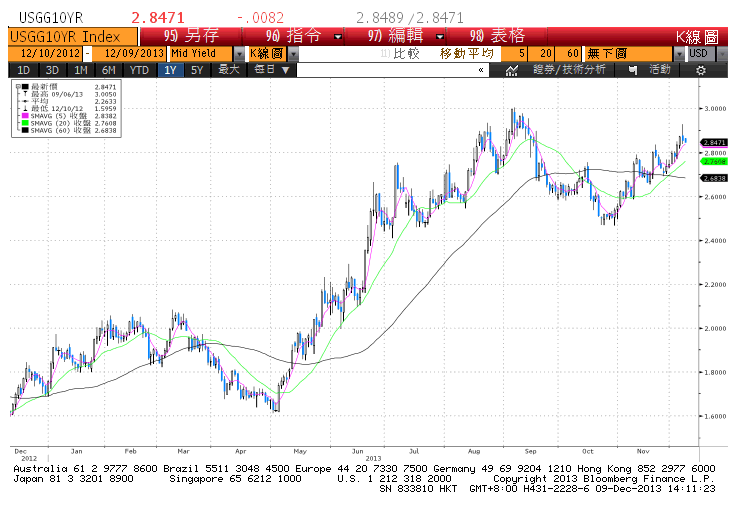 USGG10YR 2.8471 -.0082 2.8489 /2.8471
USGG10YR Index 95) 另存 96) 指令 97) 編輯 98) 表格 K線圖
12/10/2012 - 12/09/2013 Mid Yield K線圖 比較 移動平均 5 20 60 無下圖 USD
1D 3D 1M 6M YTD 1Y 5Y 最大 每日 ▼ « 證券/技術分析 活動
最新價 2.8471
最高 09/06/13 3.0050
平均 2.2633
最低 12/10/12 1.5959
SMAVG (5) 收盤 2.8382
SMAVG (20) 收盤 2.7608
SMAVG (60) 收盤 2.6838
3.0000
2.8471
2.8000
2.7608
2.6838
2.6000
2.4000
2.2000
2.0000
1.8000
1.6000
Dec Jan Feb Mar Apr May Jun Jul Aug Sep Oct Nov
2012 2013
Australia 61 2 9777 8600 Brazil 5511 3048 4500 Europe 44 20 7330 7500 Germany 49 69 9204 1210 Hong Kong 852 2977 6000
Japan 81 3 3201 8900 Singapore 65 6212 1000 U.S. 1 212 318 2000 Copyright 2013 Bloomberg Finance L.P.
SN 833810 HKT GMT+8:00 H431-2228-6 09-Dec-2013 14:11:23